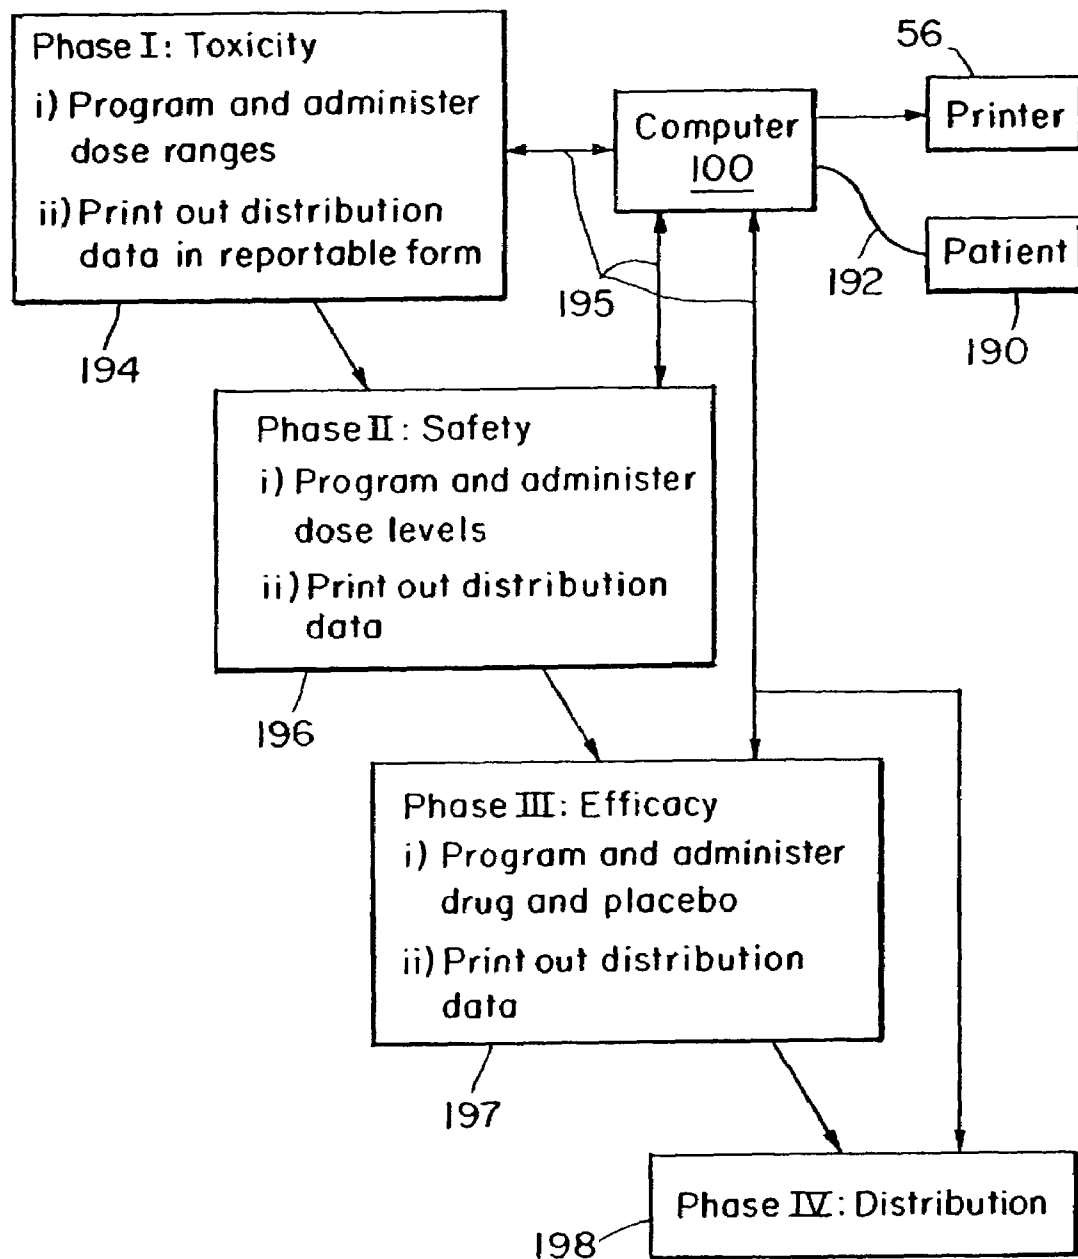 Phase I: Toxicity
i) Program and administer
dose ranges
ii) Print out distribution
data in reportable form
194
Computer
100
56
Printer
192
Patient
190
195
Phase II: Safety
i) Program and administer
dose levels
ii) Print out distribution
data
196
Phase III: Efficacy
i) Program and administer
drug and placebo
ii) Print out distribution
data
197
Phase IV: Distribution
198